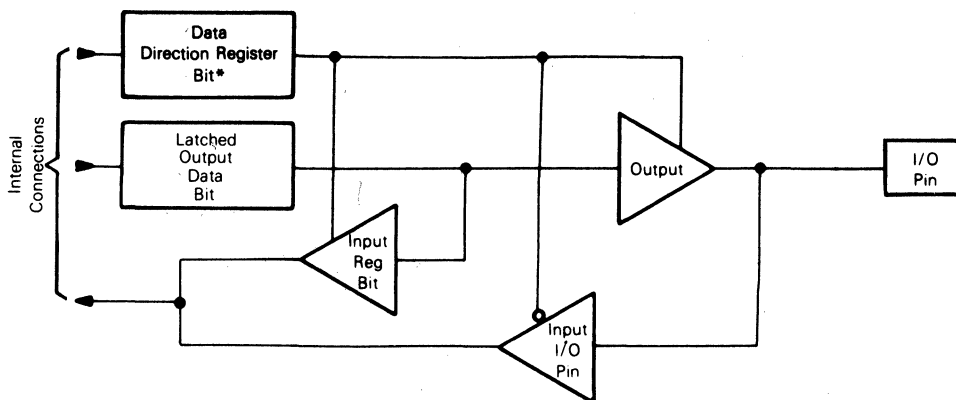 Data
Direction Register
Bit*
Internal
Connections
Latched
Output
Data
Bit
Output
I/O
Pin
Input
Reg
Bit
Input
I/O
Pin